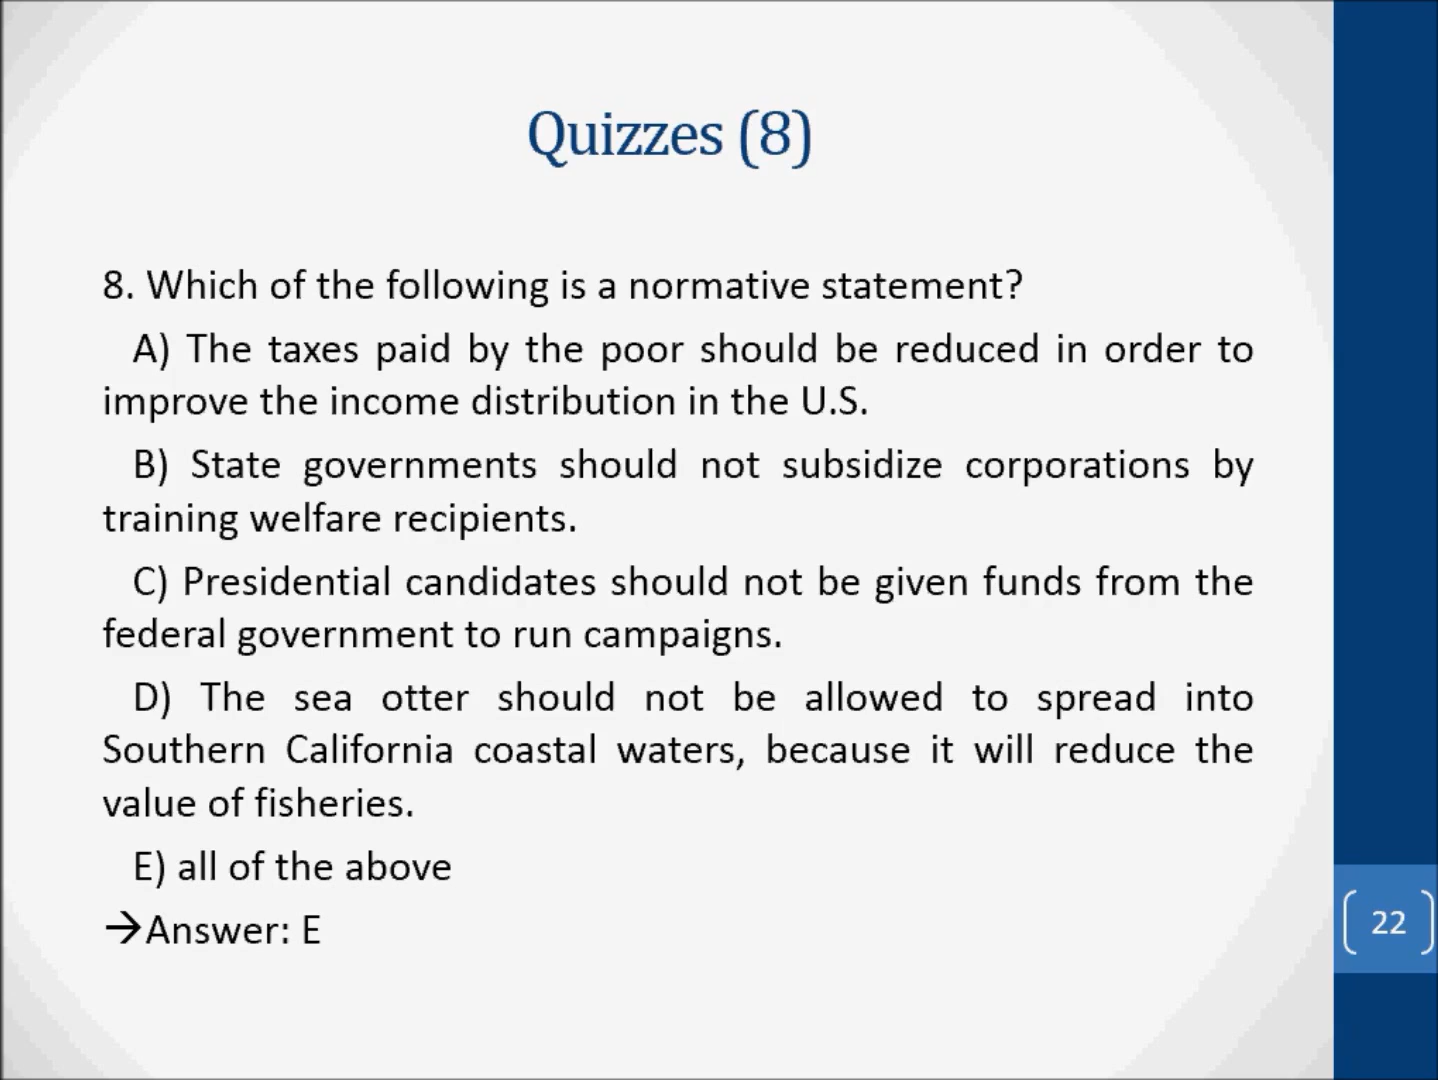 Quizzes (8)
8. Which of the following is a normative statement?
A) The taxes paid by the poor should be reduced in order to
improve the income distribution in the U.S.
B) State governments should not subsidize corporations by
training welfare recipients.
C) Presidential candidates should not be given funds from the
federal government to run campaigns.
D) The sea otter should not be allowed to spread into
Southern California coastal waters, because it will reduce the
value of fisheries.
E) all of the above
→Answer: E
22